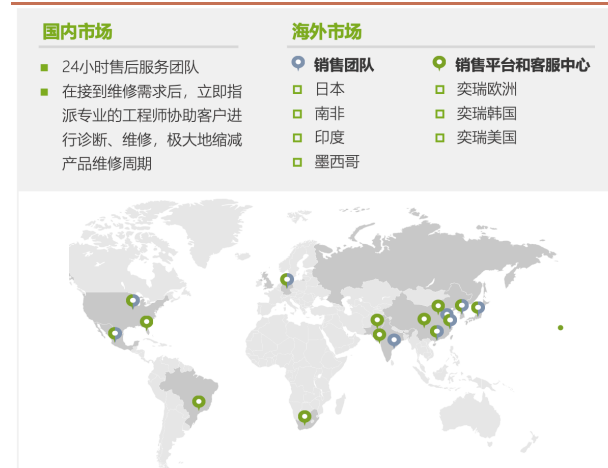 国内市场
24小时售后服务团队
在接到维修需求后，立即指
派专业的工程师协助客户进
行诊断、维修，极大地缩减
产品维修周期
海外市场
销售团队
日本
南非
印度
墨西哥
销售平台和客服中心
奕瑞欧洲
奕瑞韩国
奕瑞美国